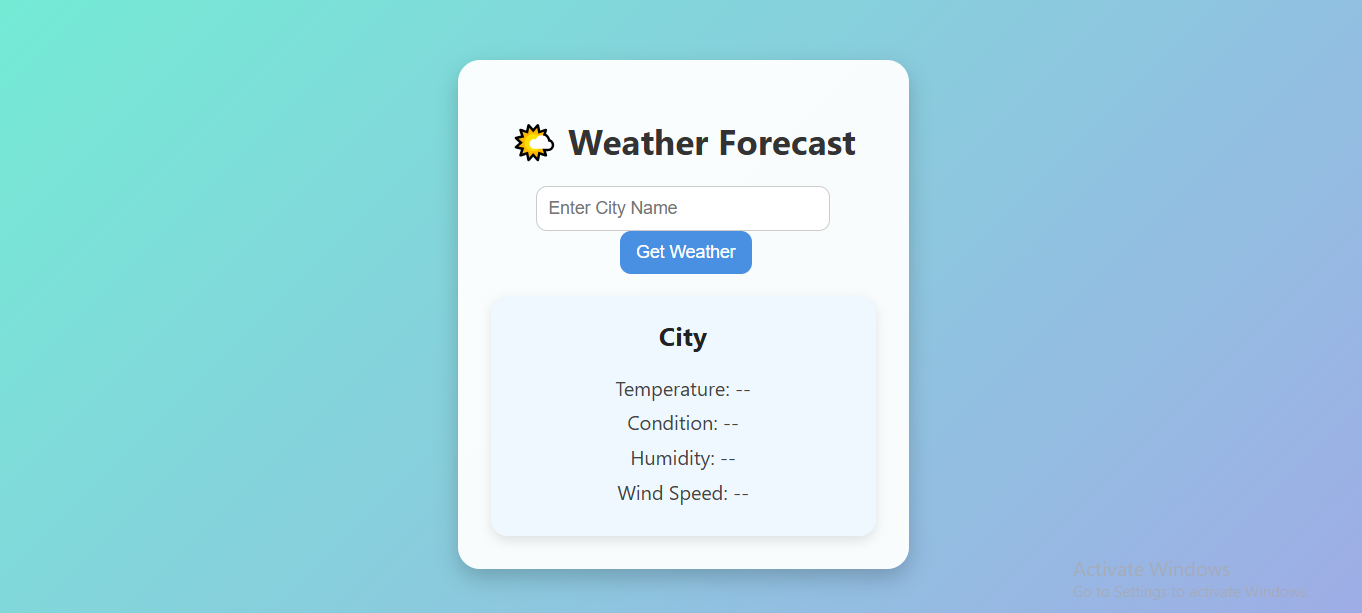 Weather Forecast
Enter City Name
Get Weather
City
Temperature: --
Condition: --
Humidity: --
Wind Speed: --
Activate Windows
Go to Settings to activate Windows.